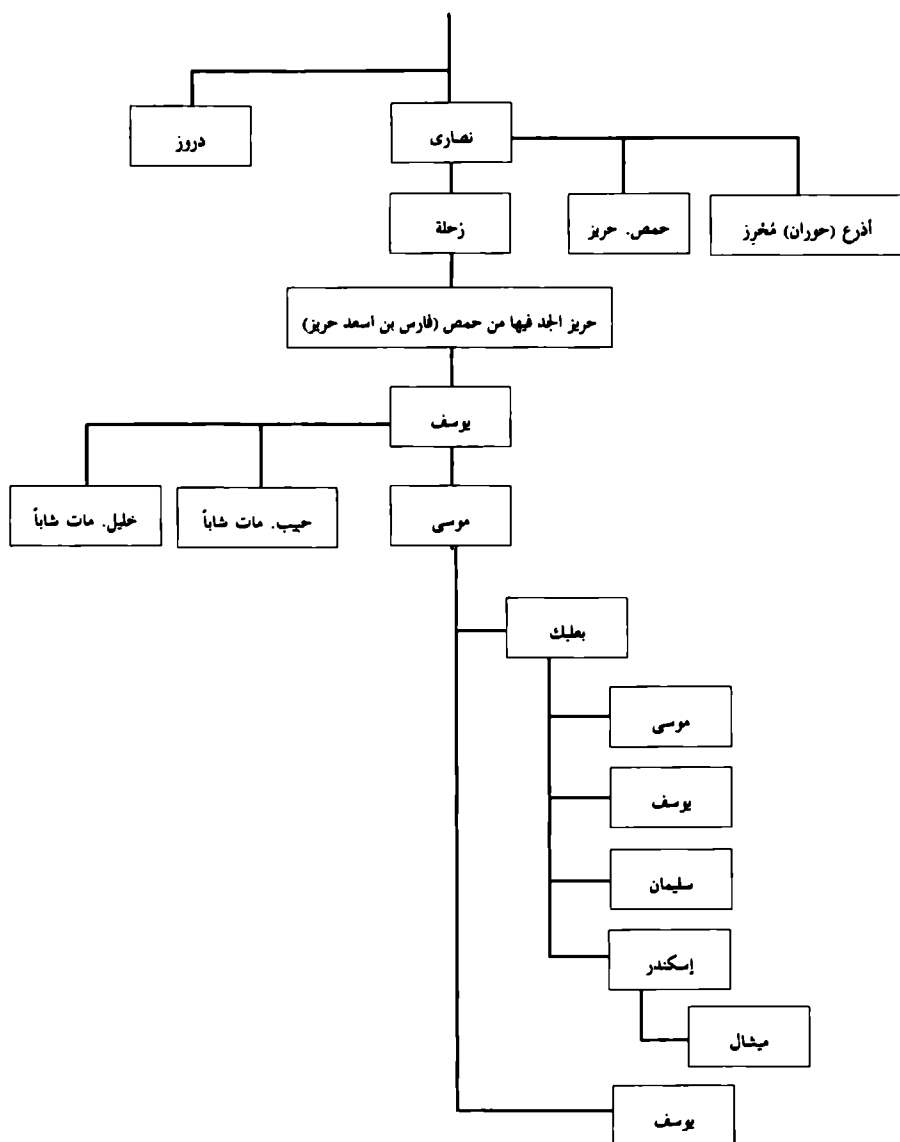 نصارى
دروز
أذرع (حوران) مُحْرِز
حمص. حريز
زحلة
حريز الجد فيها من حمص (فارس بن اسعد حريز)
يوسف
موسى
حبيب. مات شاباً
خليل. مات شاباً
بعلبك
موسى
يوسف
سليمان
إسكندر
ميشال
يوسف